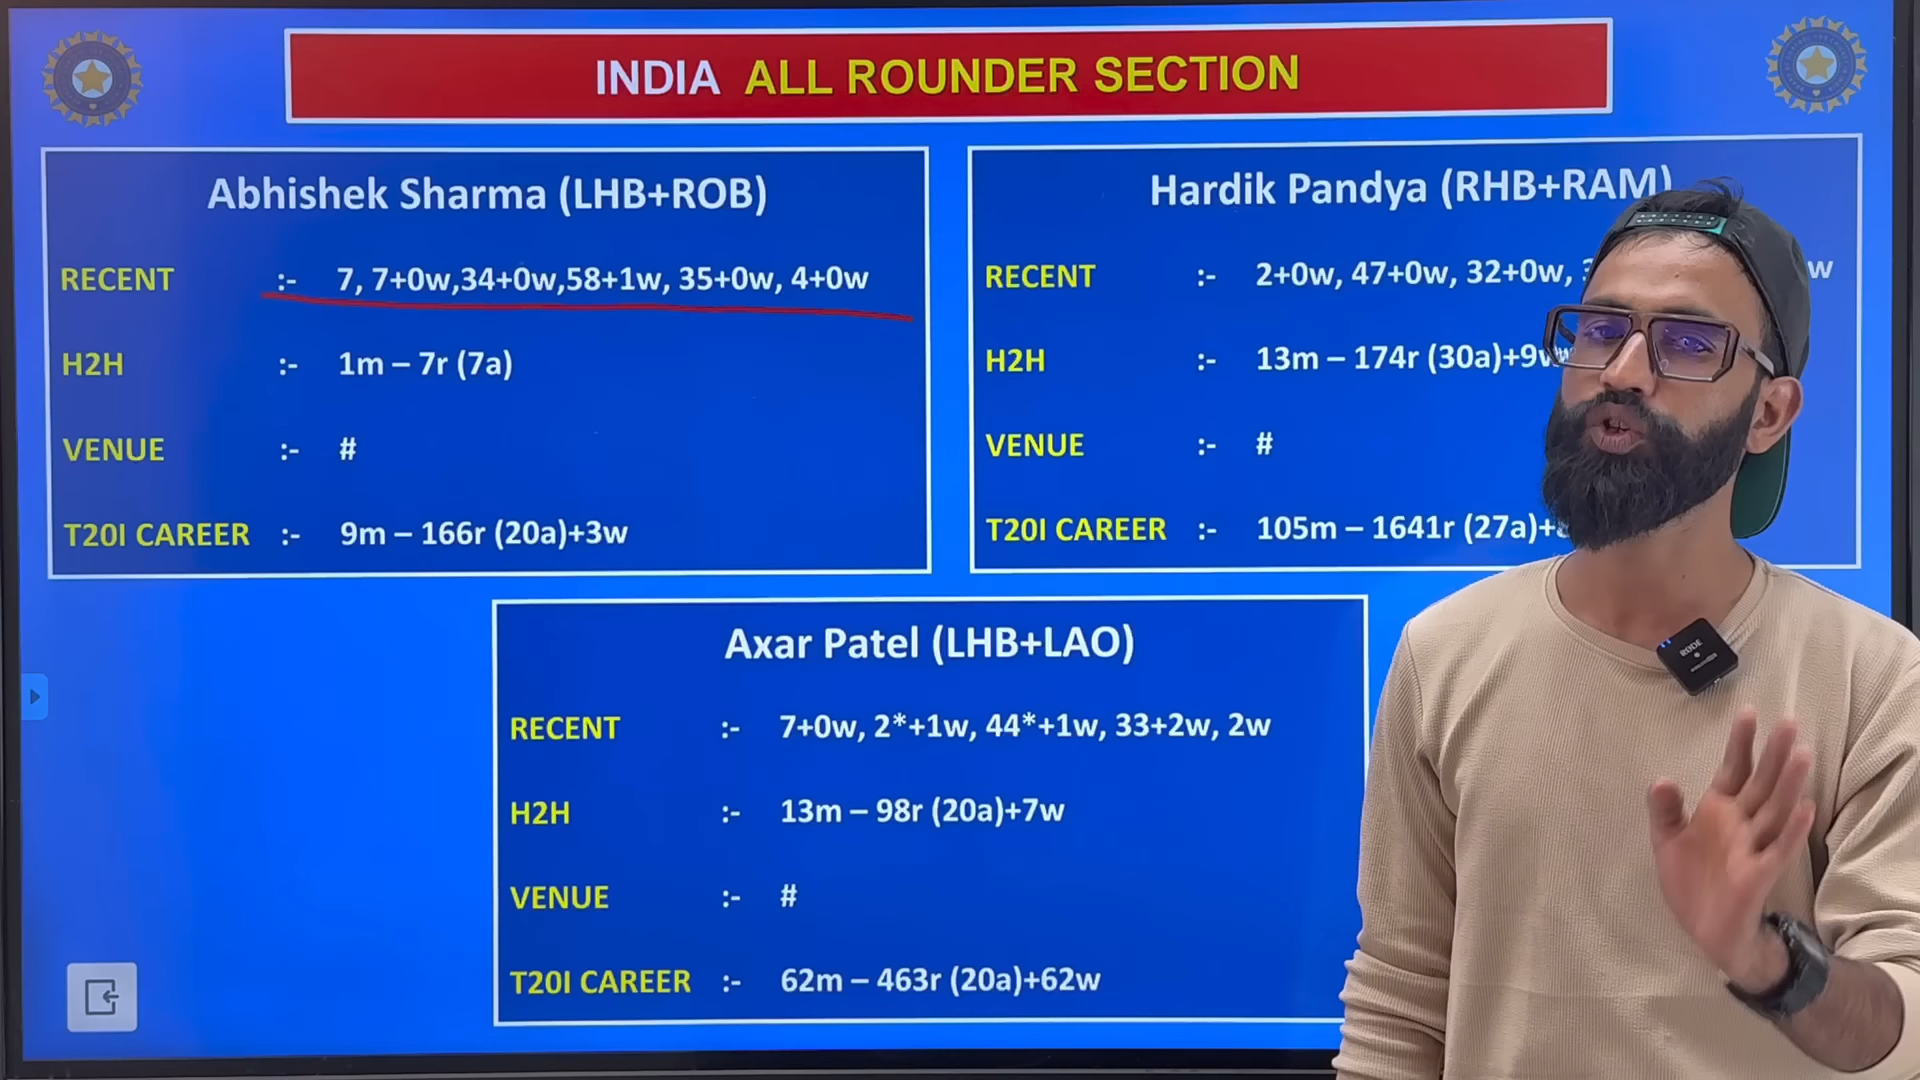 INDIA ALL ROUNDER SECTION
Abhishek Sharma (LHB+ROB)
RECENT :- 7, 7+0w,34+0w,58+1w, 35+0w, 4+0w
H2H :- 1m – 7r (7a)
VENUE :- #
T20I CAREER :- 9m – 166r (20a)+3w
Hardik Pandya (RHB+RAM)
RECENT :- 2+0w, 47+0w, 32+0w,
H2H :- 13m – 174r (30a)+9w
VENUE :- #
T20I CAREER :- 105m – 1641r (27a)+
Axar Patel (LHB+LAO)
RECENT :- 7+0w, 2*+1w, 44*+1w, 33+2w, 2w
H2H :- 13m – 98r (20a)+7w
VENUE :- #
T20I CAREER :- 62m – 463r (20a)+62w
RODE